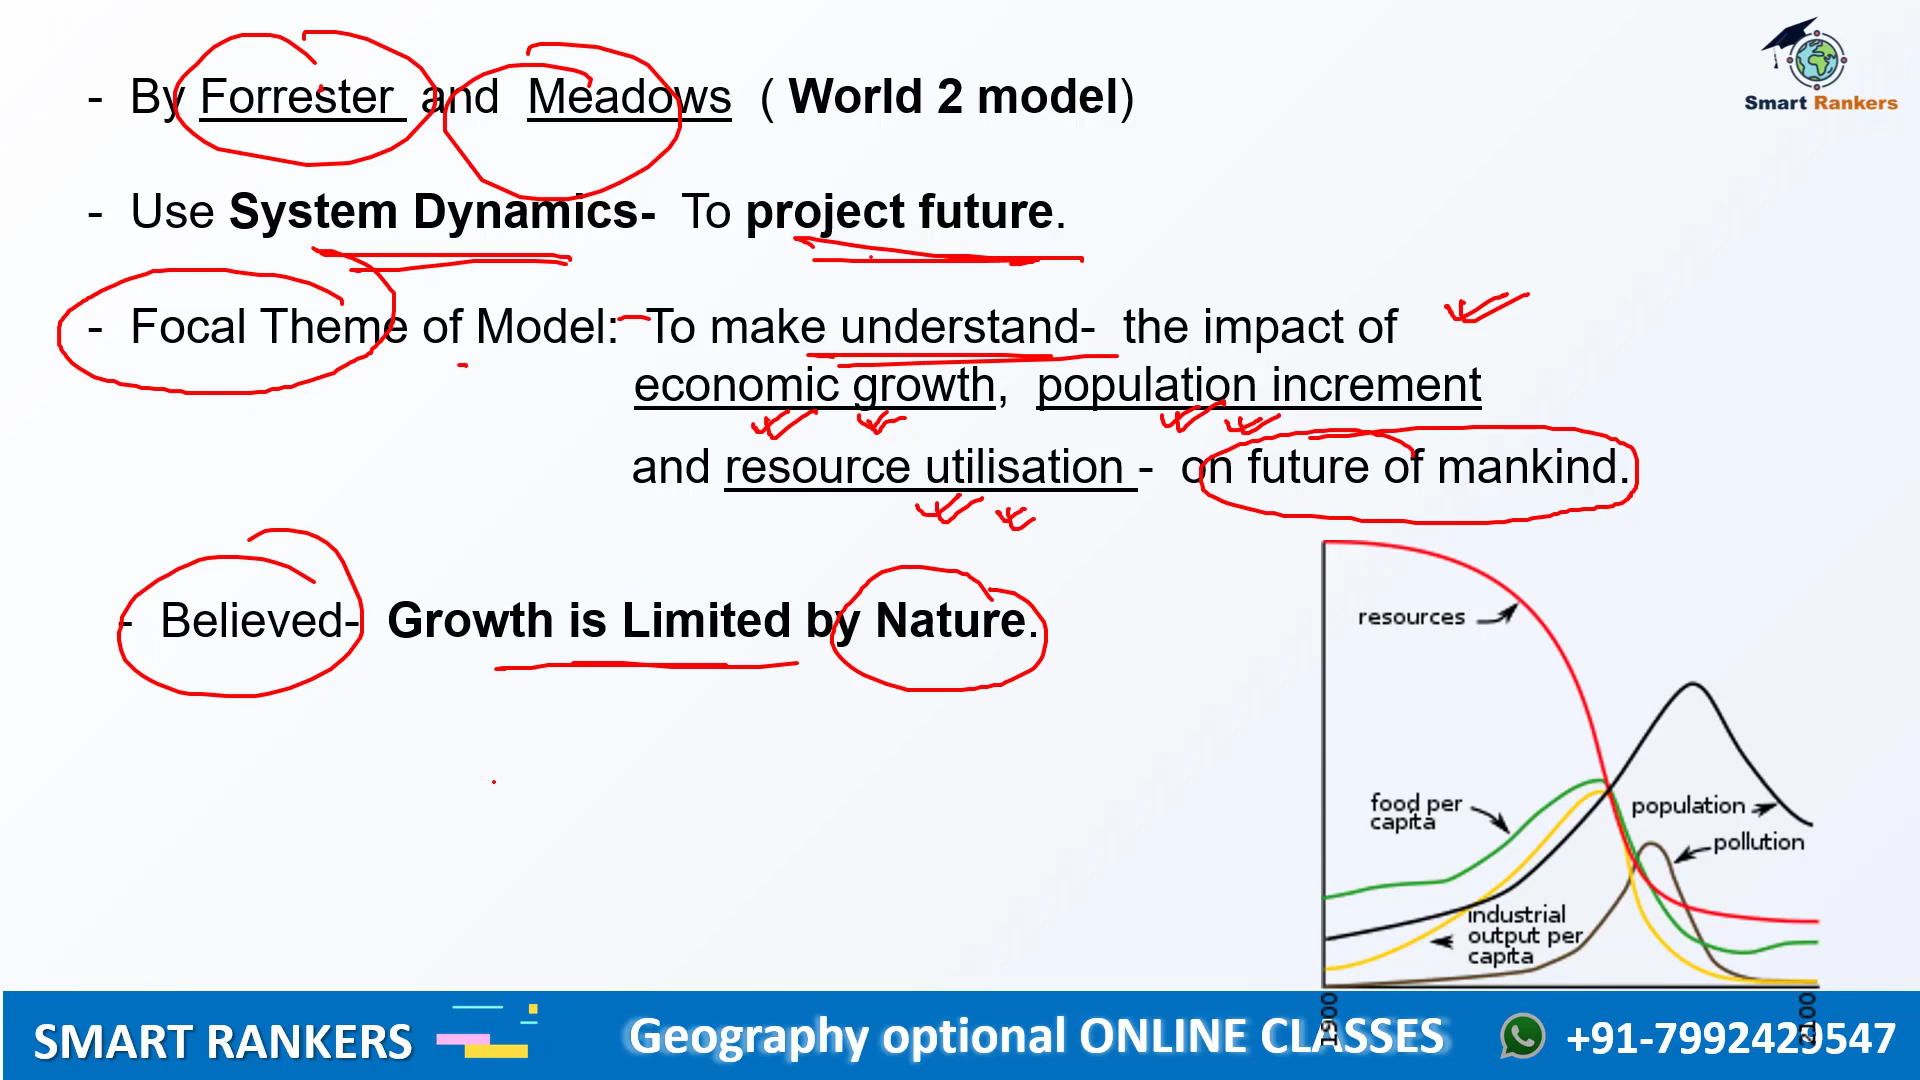 - By Forrester and Meadows ( World 2 model)
Smart Rankers
- Use System Dynamics- To project future.
- Focal Theme of Model: To make understand- the impact of
economic growth, population increment
and resource utilisation - on future of mankind.
- Believed- Growth is Limited by Nature.
resources
food per
capita
population
pollution
industrial
output per
capita
1900
2100
SMART RANKERS
Geography optional ONLINE CLASSES
+91-7992429547